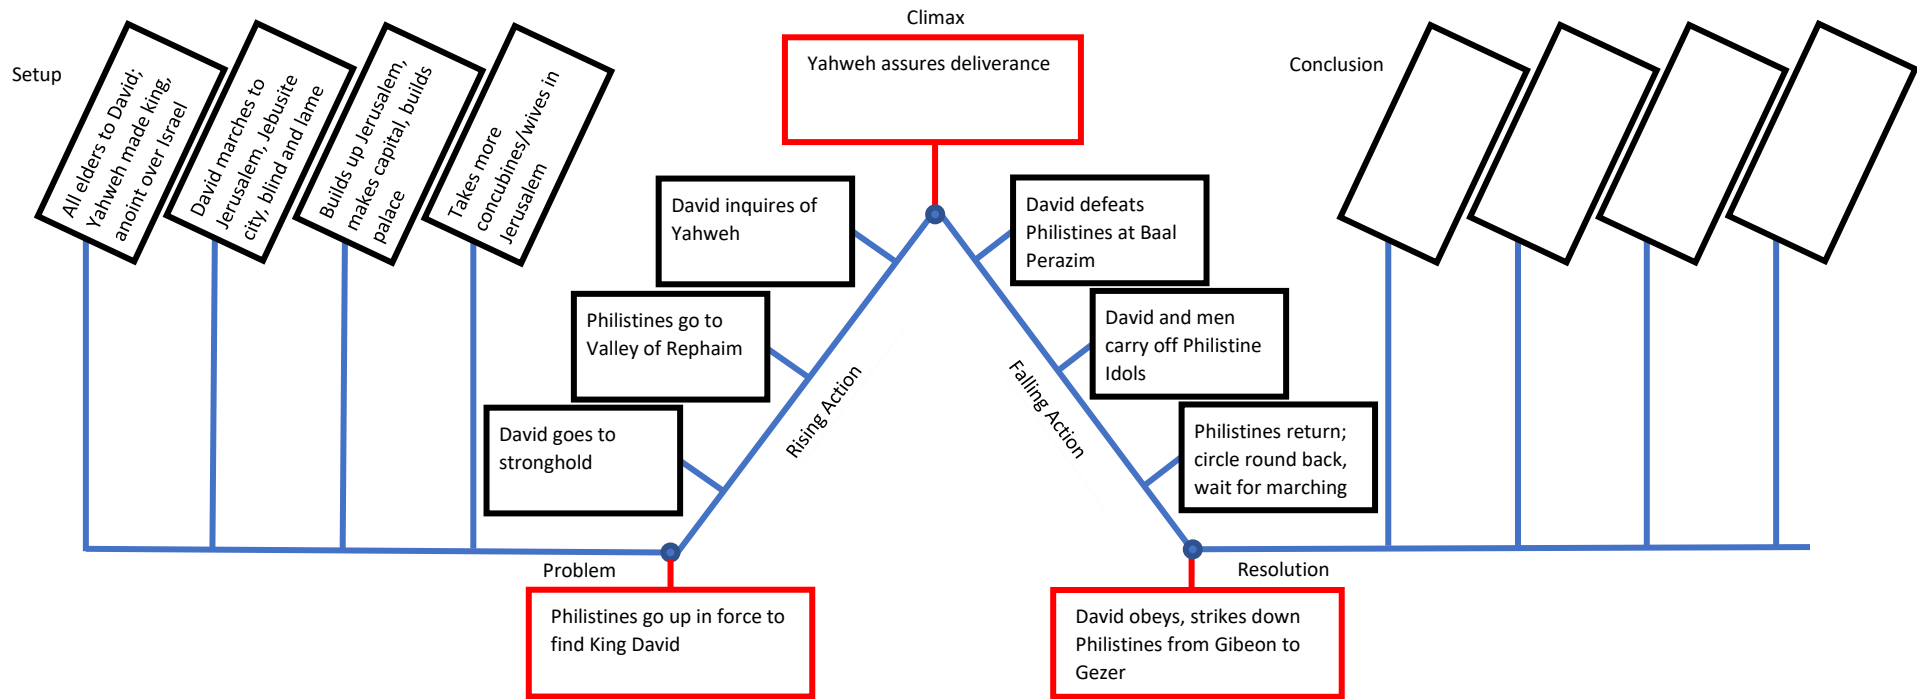 Setup
All elders to David;
Yahweh made king,
anoint over Israel
David marches to
Jerusalem, Jebusite
city, blind and lame
Builds up Jerusalem,
makes capital, builds
palace
Takes more
concubines/wives in
Jerusalem
Problem
Philistines go up in force to
find King David
Rising Action
David goes to
stronghold
Philistines go to
Valley of Rephaim
David inquires of
Yahweh
Climax
Yahweh assures deliverance
Falling Action
David defeats
Philistines at Baal
Perazim
David and men
carry off Philistine
Idols
Philistines return;
circle round back,
wait for marching
Resolution
David obeys, strikes down
Philistines from Gibeon to
Gezer
Conclusion